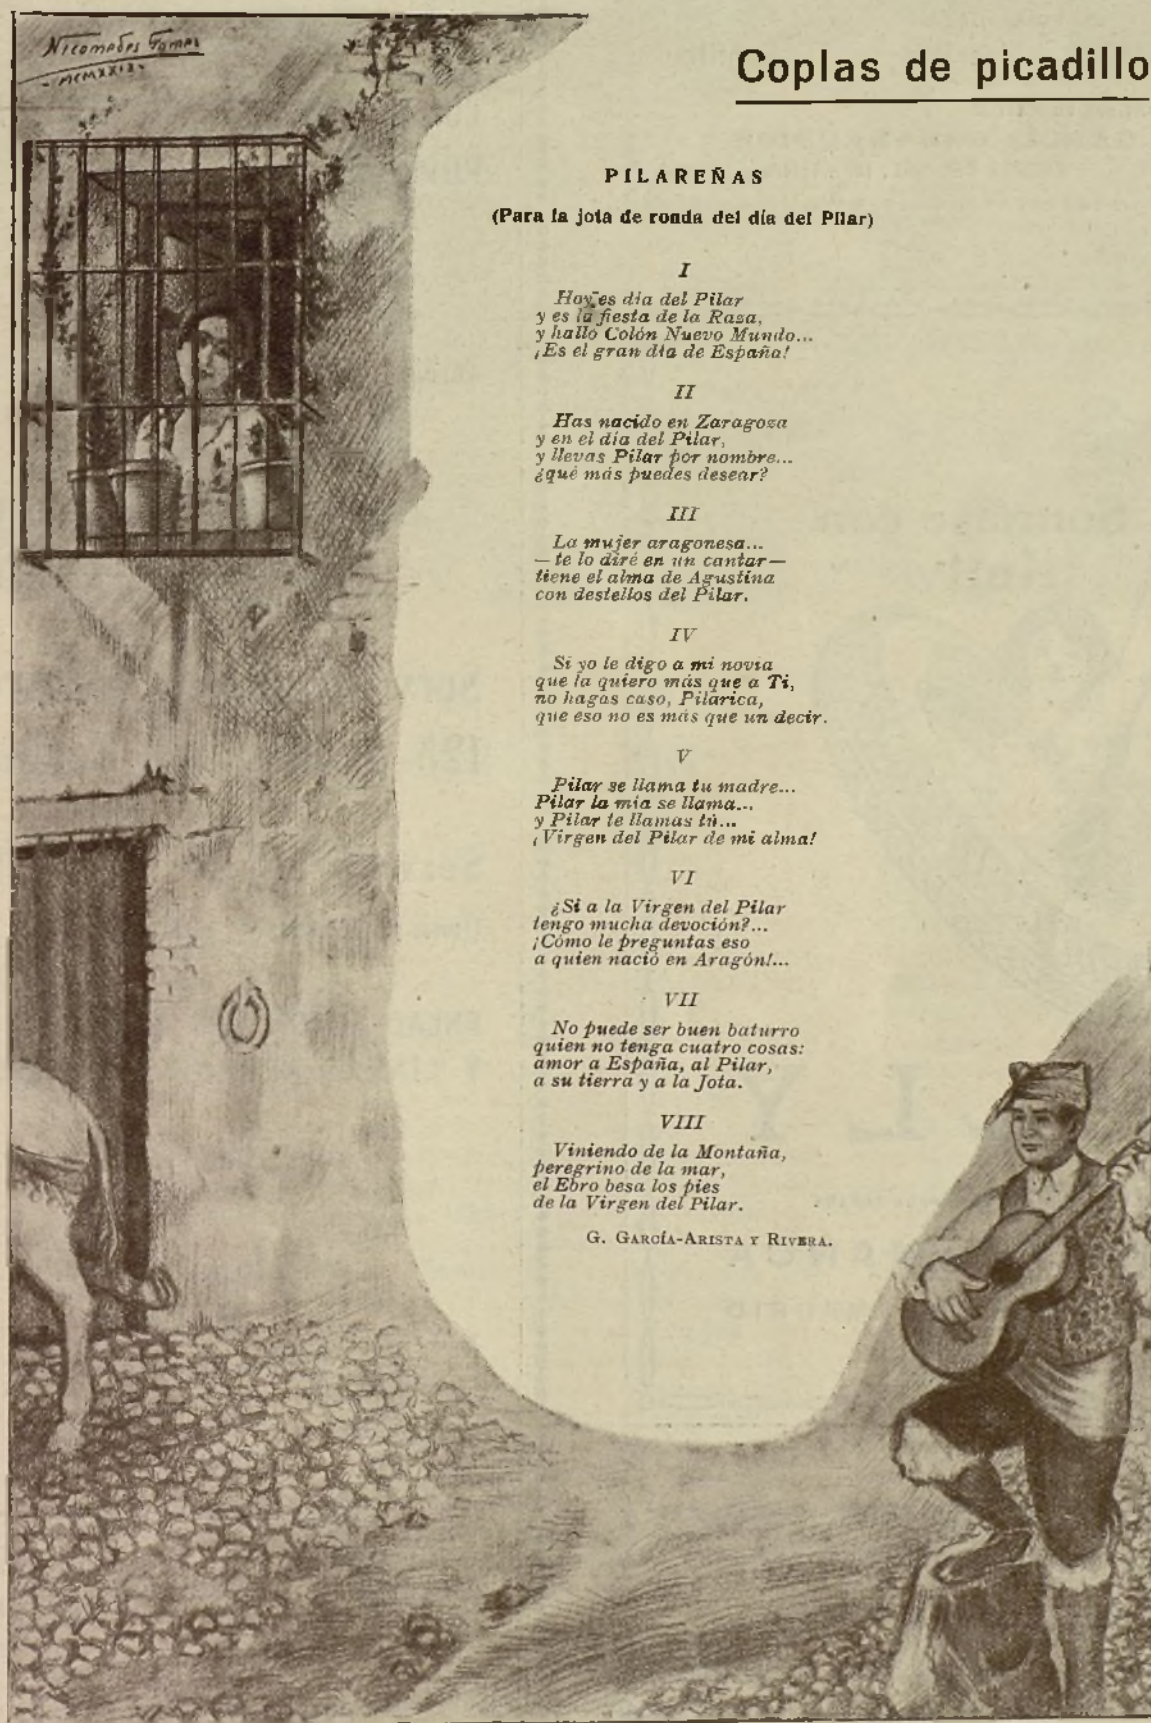 Nicomedes Gomez
-MCMXXIX-
Coplas de picadillo
PILAREÑAS
(Para la jota de ronda del día del Pilar)
I
Hoy es día del Pilar
y es la fiesta de la Raza,
y halló Colón Nuevo Mundo...
¡Es el gran día de España!
II
Has nacido en Zaragoza
y en el día del Pilar,
y llevas Pilar por nombre...
¿qué más puedes desear?
III
La mujer aragonesa...
—te lo diré en un cantar—
tiene el alma de Agustina
con destellos del Pilar.
IV
Si yo le digo a mi novia
que la quiero más que a Ti,
no hagas caso, Pilarica,
que eso no es más que un decir.
V
Pilar se llama tu madre...
Pilar la mía se llama...
y Pilar te llamas tú...
¡Virgen del Pilar de mi alma!
VI
¿Si a la Virgen del Pilar
tengo mucha devoción?...
¡Cómo le preguntas eso
a quien nació en Aragón!...
VII
No puede ser buen baturro
quien no tenga cuatro cosas:
amor a España, al Pilar,
a su tierra y a la Jota.
VIII
Viniendo de la Montaña,
peregrino de la mar,
el Ebro besa los pies
de la Virgen del Pilar.
G. García-Arista y Rivera.